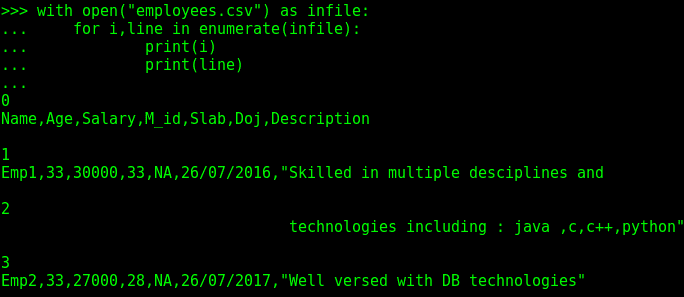 >>> with open("employees.csv") as infile:
...     for i,line in enumerate(infile):
...             print(i)
...             print(line)
...
0
Name,Age,Salary,M_id,Slab,Doj,Description
1
Emp1,33,30000,33,NA,26/07/2016,"Skilled in multiple desciplines and
2
                                technologies including : java ,c,c++,python"
3
Emp2,33,27000,28,NA,26/07/2017,"Well versed with DB technologies"